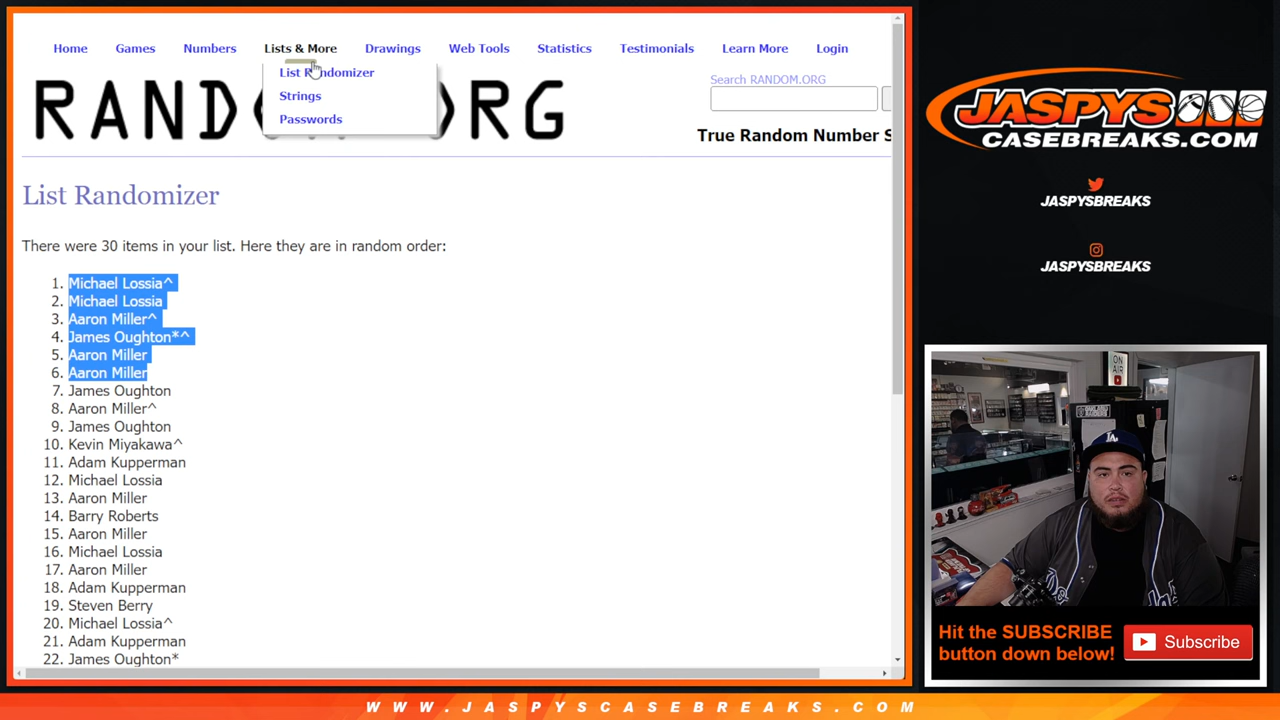 Home Games Numbers Lists & More Drawings Web Tools Statistics Testimonials Learn More Login
List Randomizer
Strings
Passwords
RAND ORG
Search RANDOM.ORG
True Random Number S
List Randomizer
There were 30 items in your list. Here they are in random order:
1. Michael Lossia^
2. Michael Lossia
3. Aaron Miller^
4. James Oughton*^
5. Aaron Miller
6. Aaron Miller
7. James Oughton
8. Aaron Miller^
9. James Oughton
10. Kevin Miyakawa^
11. Adam Kupperman
12. Michael Lossia
13. Aaron Miller
14. Barry Roberts
15. Aaron Miller
16. Michael Lossia
17. Aaron Miller
18. Adam Kupperman
19. Steven Berry
20. Michael Lossia^
21. Adam Kupperman
22. James Oughton*
JASPYS
CASEBREAKS.COM
JASPYSBREAKS
JASPYSBREAKS
ON
AIR
LA
Hit the SUBSCRIBE
button down below!
Subscribe
WWW.JASPYSCASEBREAKS.COM